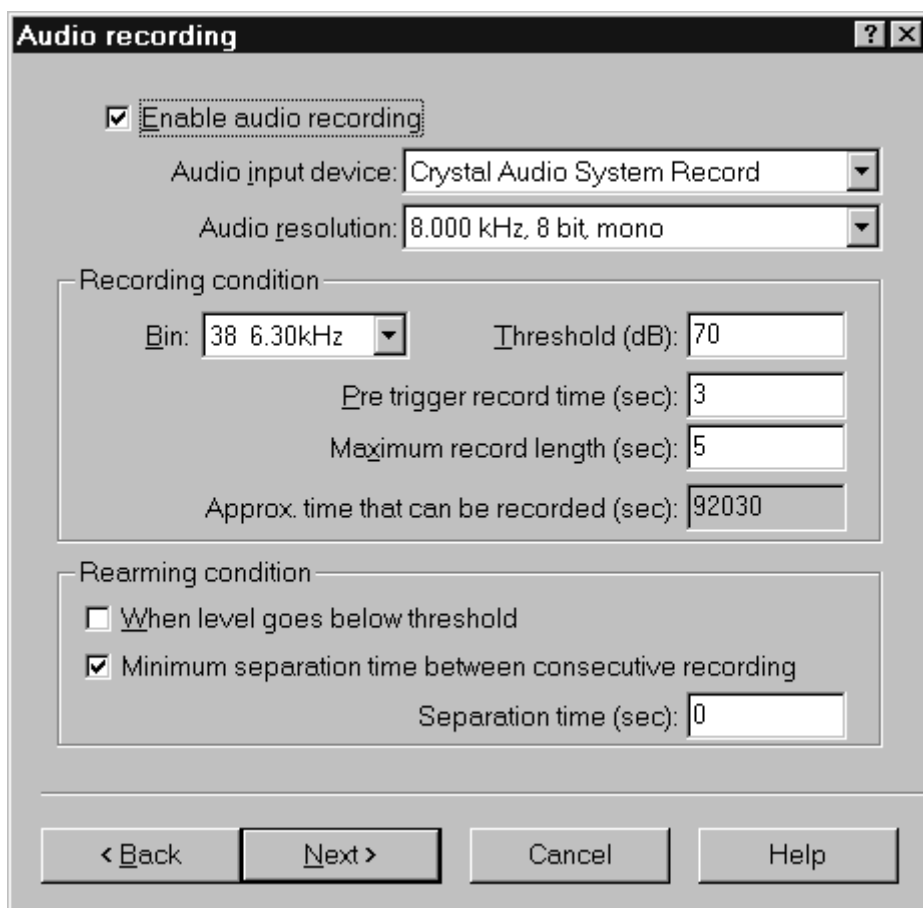 Audio recording
Enable audio recording
Audio input device: Crystal Audio System Record
Audio resolution: 8.000 kHz, 8 bit, mono
Recording condition
Bin: 38 6.30kHz Threshold (dB): 70
Pre trigger record time (sec): 3
Maximum record length (sec): 5
Approx. time that can be recorded (sec): 92030
Rearming condition
When level goes below threshold
Minimum separation time between consecutive recording
Separation time (sec): 0
< Back Next > Cancel Help